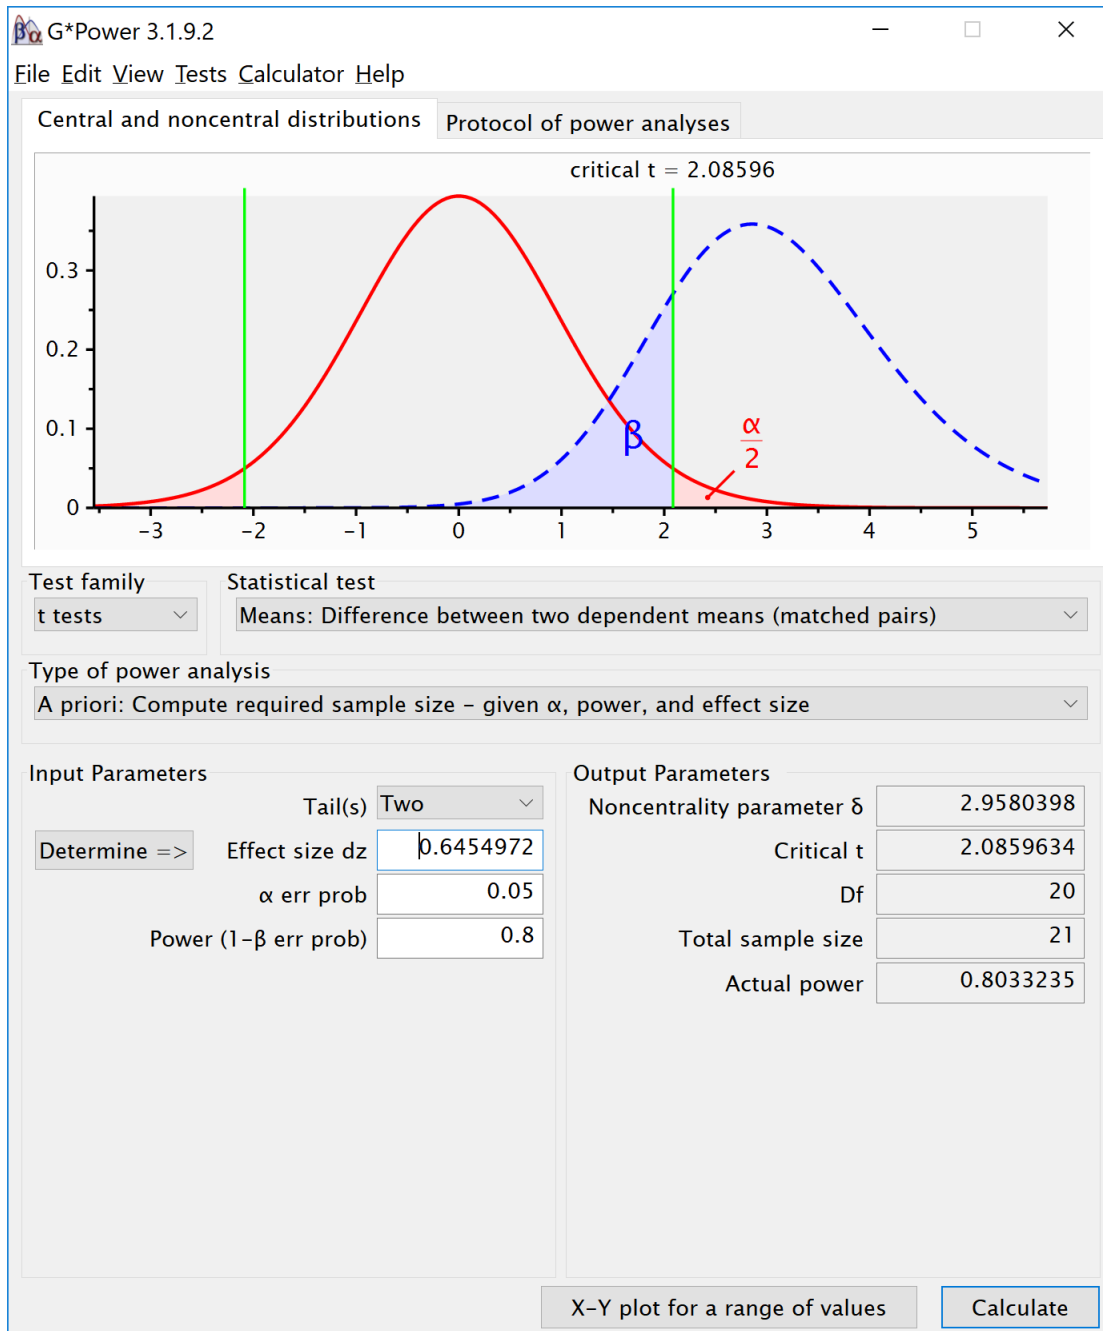 G*Power 3.1.9.2
File Edit View Tests Calculator Help
Central and noncentral distributions
Protocol of power analyses
critical t = 2.08596
0.3
0.2
0.1
0
β
α
2
-3 -2 -1 0 1 2 3 4 5
Test family
Statistical test
t tests
Means: Difference between two dependent means (matched pairs)
Type of power analysis
A priori: Compute required sample size - given α, power, and effect size
Input Parameters
Tail(s) Two
Determine => Effect size dz 0.6454972
α err prob 0.05
Power (1-β err prob) 0.8
Output Parameters
Noncentrality parameter δ 2.9580398
Critical t 2.0859634
Df 20
Total sample size 21
Actual power 0.8033235
X-Y plot for a range of values
Calculate